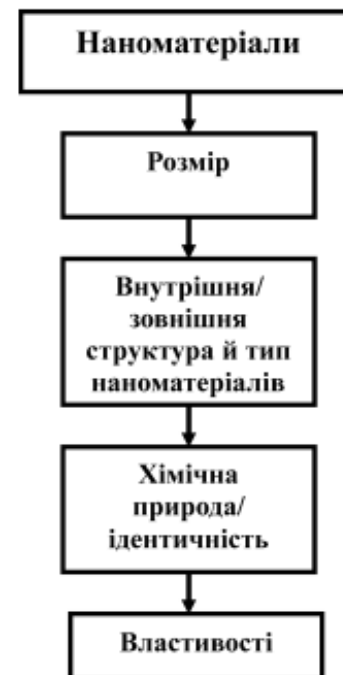 Наноматеріали
Розмір
Внутрішня/
зовнішня
структура й тип
наноматеріалів
Хімічна
природа/
ідентичність
Властивості